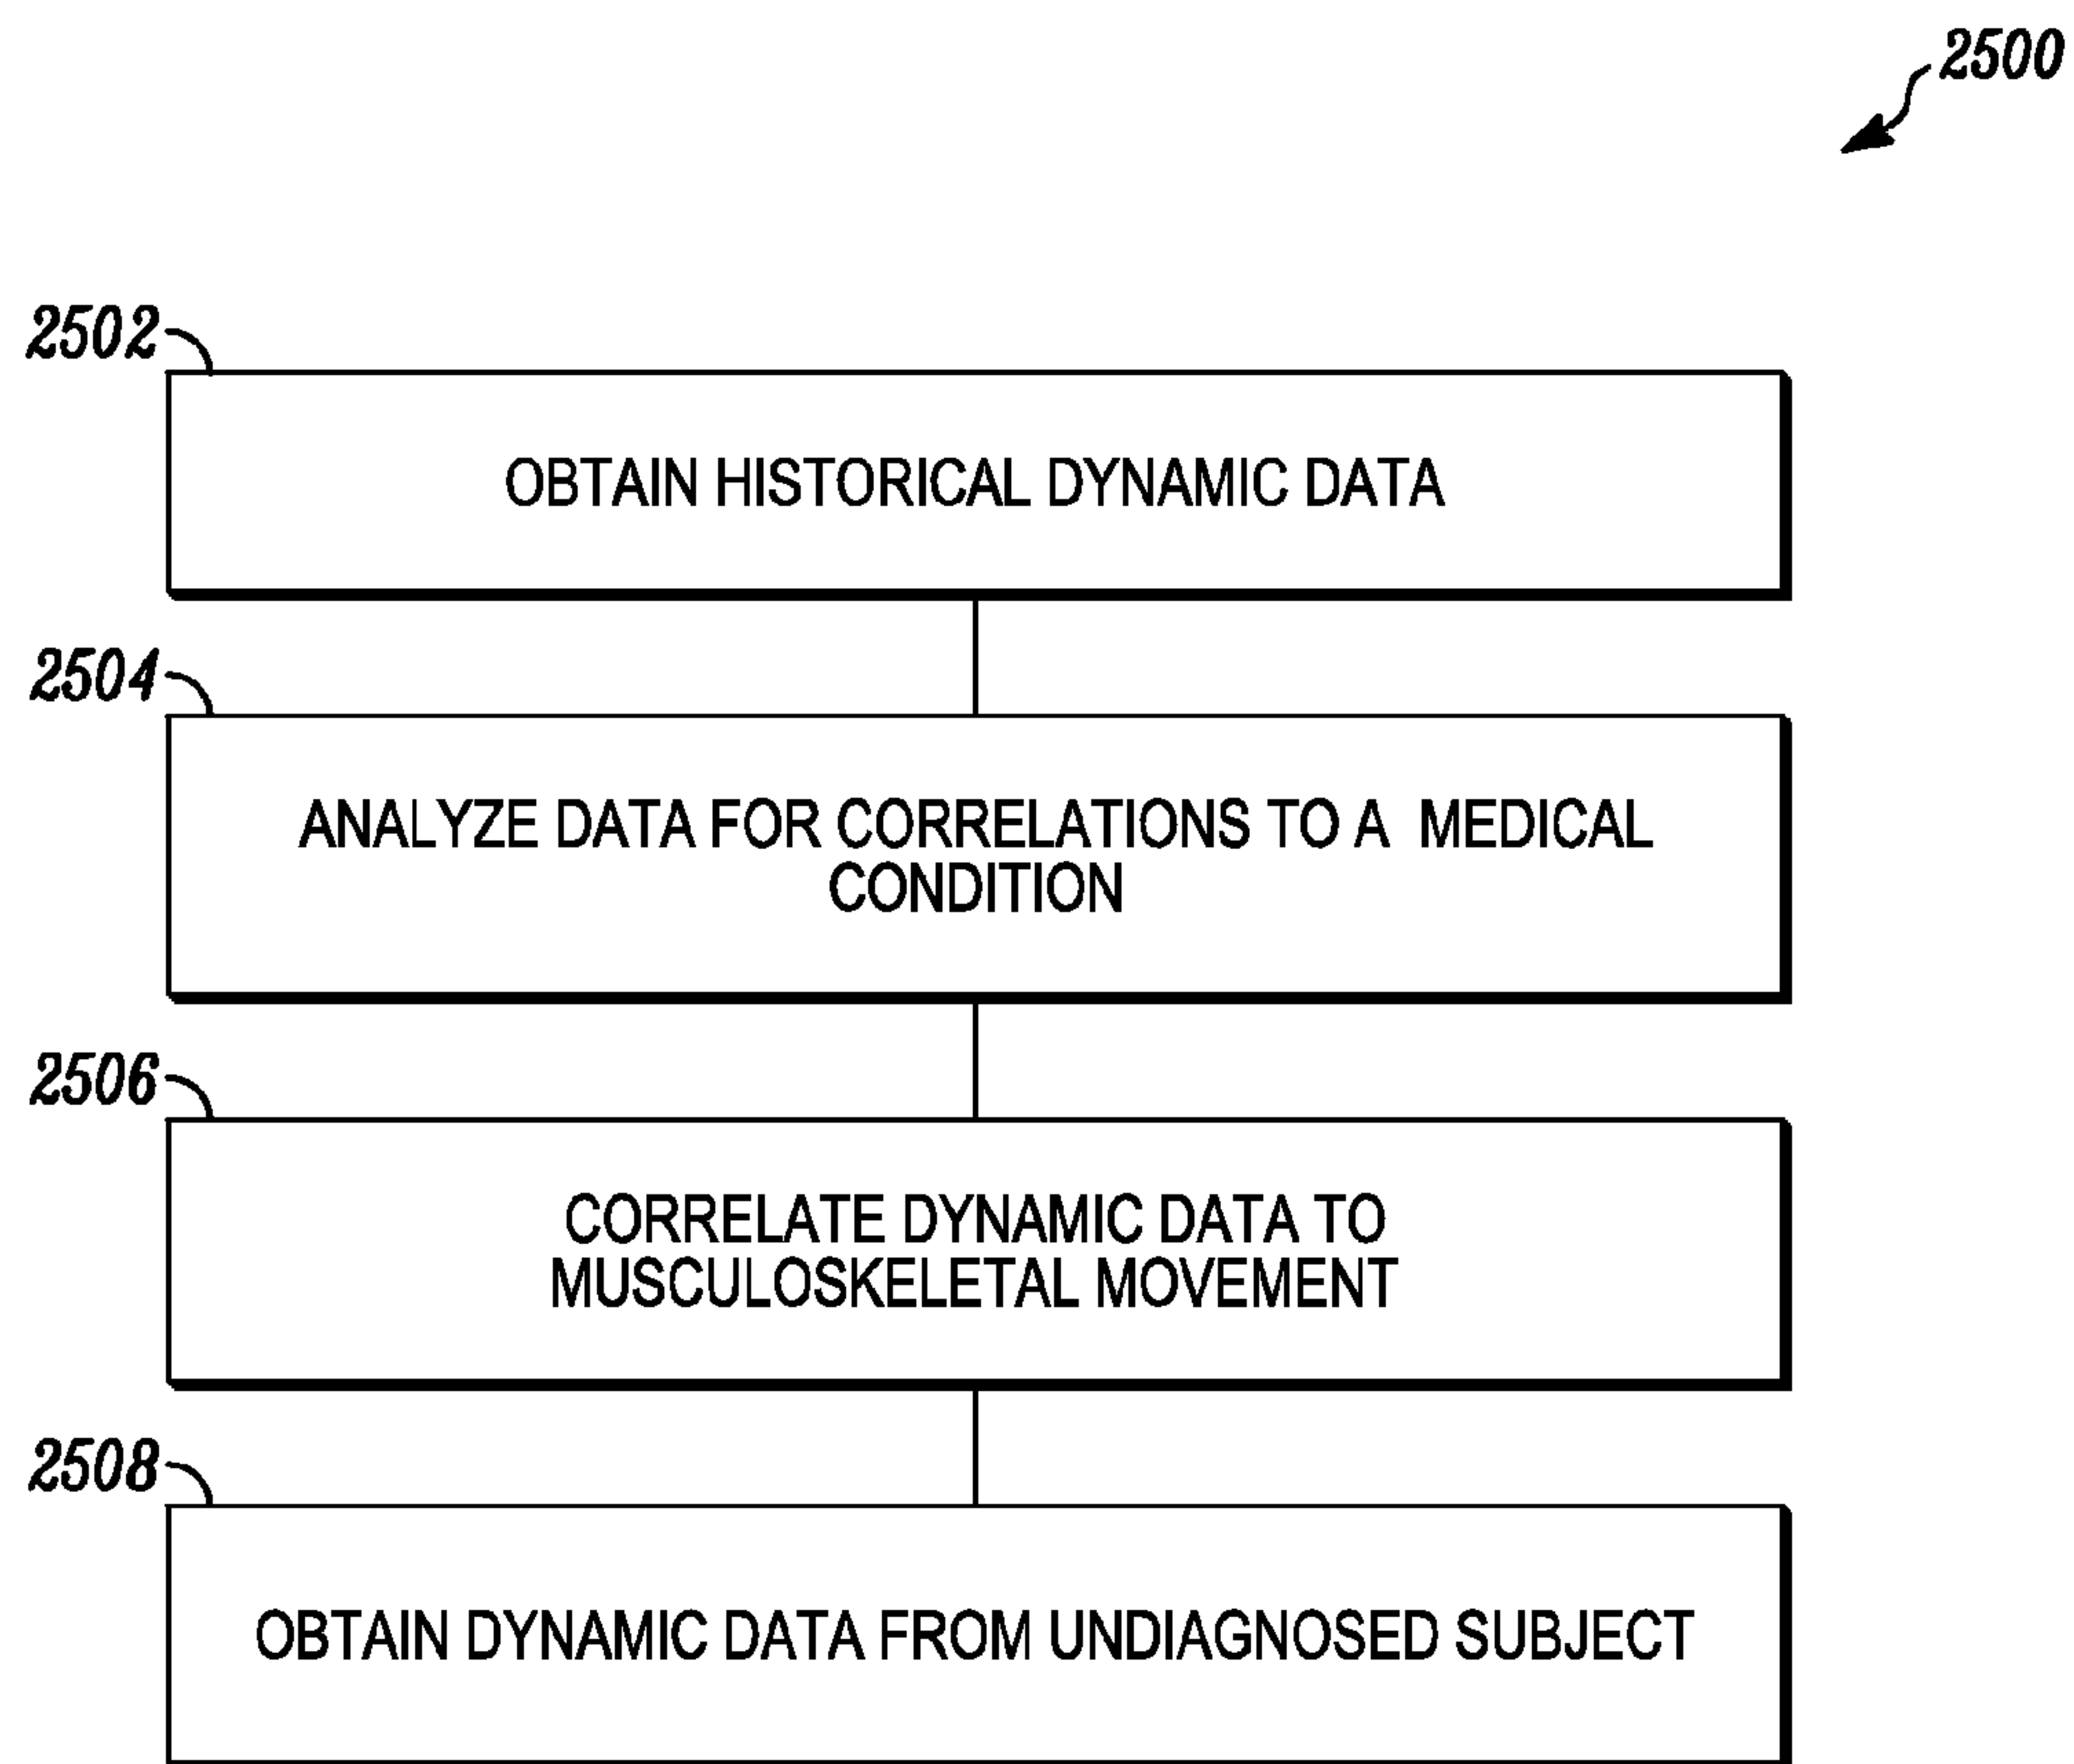 2500
2502
OBTAIN HISTORICAL DYNAMIC DATA
2504
ANALYZE DATA FOR CORRELATIONS TO A MEDICAL
CONDITION
2506
CORRELATE DYNAMIC DATA TO
MUSCULOSKELETAL MOVEMENT
2508
OBTAIN DYNAMIC DATA FROM UNDIAGNOSED SUBJECT